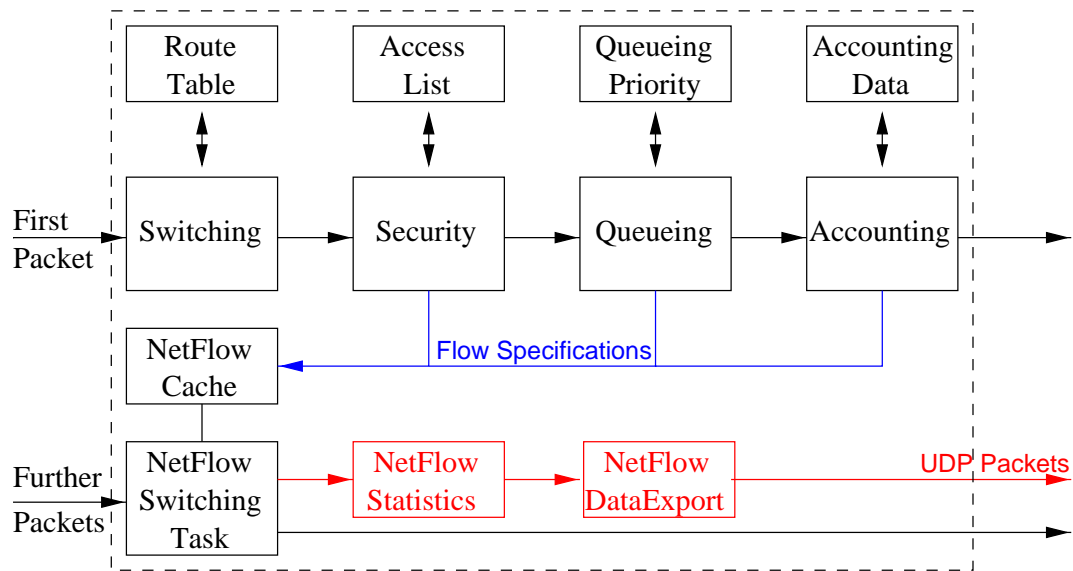 Route
Table
Access
List
Queueing
Priority
Accounting
Data
First
Packet
Switching
Security
Queueing
Accounting
Flow Specifications
NetFlow
Cache
Further
Packets
NetFlow
Switching
Task
NetFlow
Statistics
NetFlow
DataExport
UDP Packets